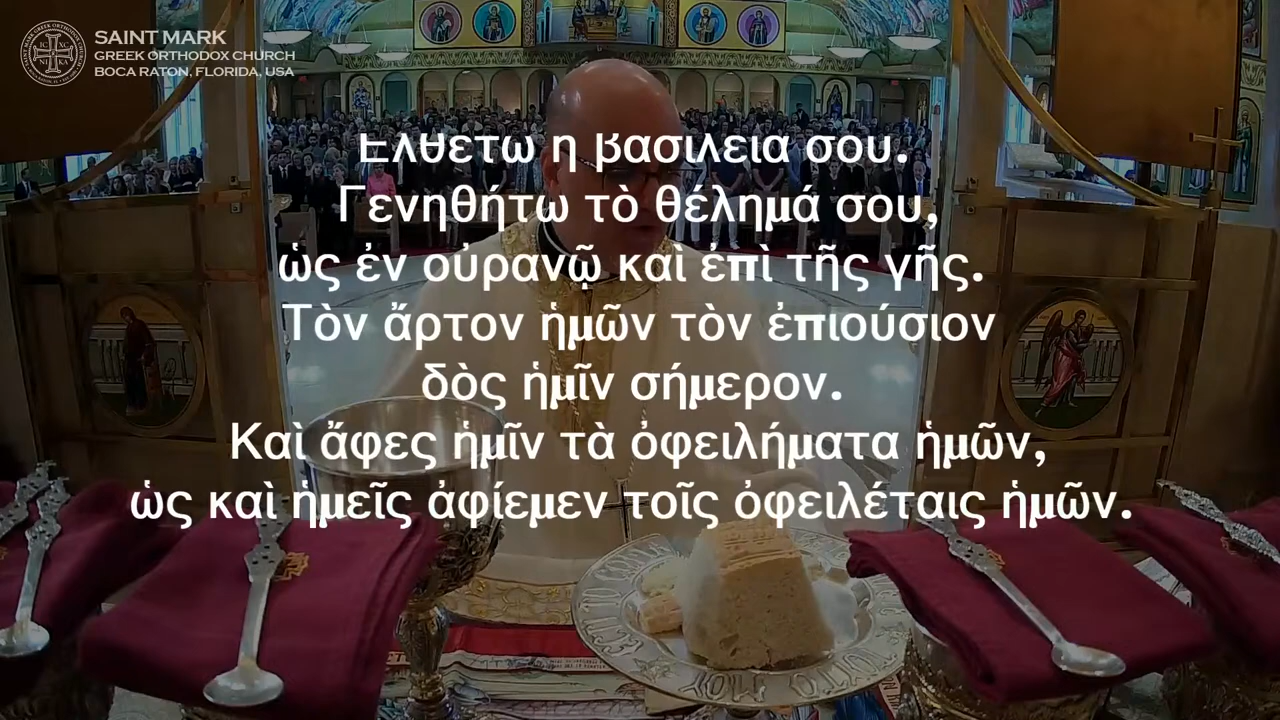 SAINT MARK
GREEK ORTHODOX CHURCH
BOCA RATON, FLORIDA, USA
Ἐλθέτω ἡ βασιλεία σου.
Γενηθήτω τὸ θέλημά σου,
ὡς ἐν οὐρανῷ καὶ ἐπὶ τῆς γῆς.
Τὸν ἄρτον ἡμῶν τὸν ἐπιούσιον
δὸς ἡμῖν σήμερον.
Καὶ ἄφες ἡμῖν τὰ ὀφειλήματα ἡμῶν,
ὡς καὶ ἡμεῖς ἀφίεμεν τοῖς ὀφειλέταις ἡμῶν.